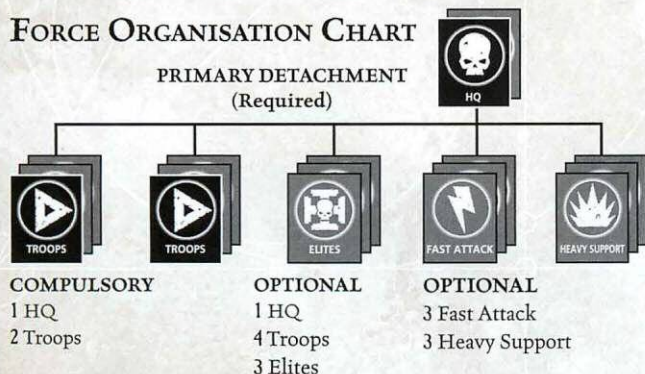 FORCE ORGANISATION CHART
PRIMARY DETACHMENT
(Required)
HQ
TROOPS
TROOPS
ELITES
FAST ATTACK
HEAVY SUPPORT
COMPULSORY
1 HQ
2 Troops
OPTIONAL
1 HQ
4 Troops
3 Elites
OPTIONAL
3 Fast Attack
3 Heavy Support